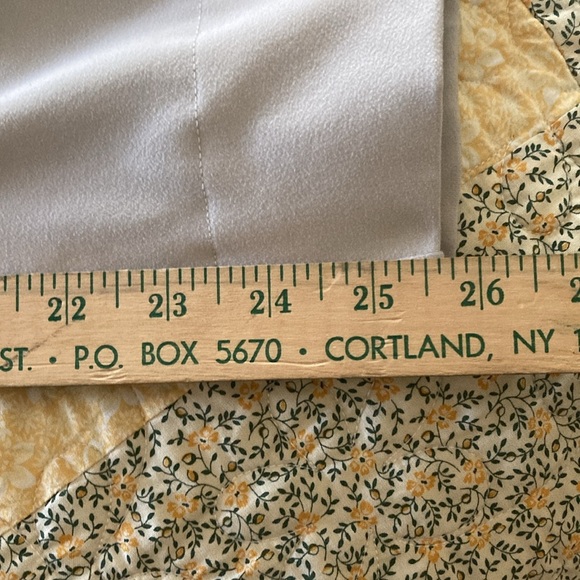 22 23 24 25 26
ST. • P.O. BOX 5670 • CORTLAND, NY